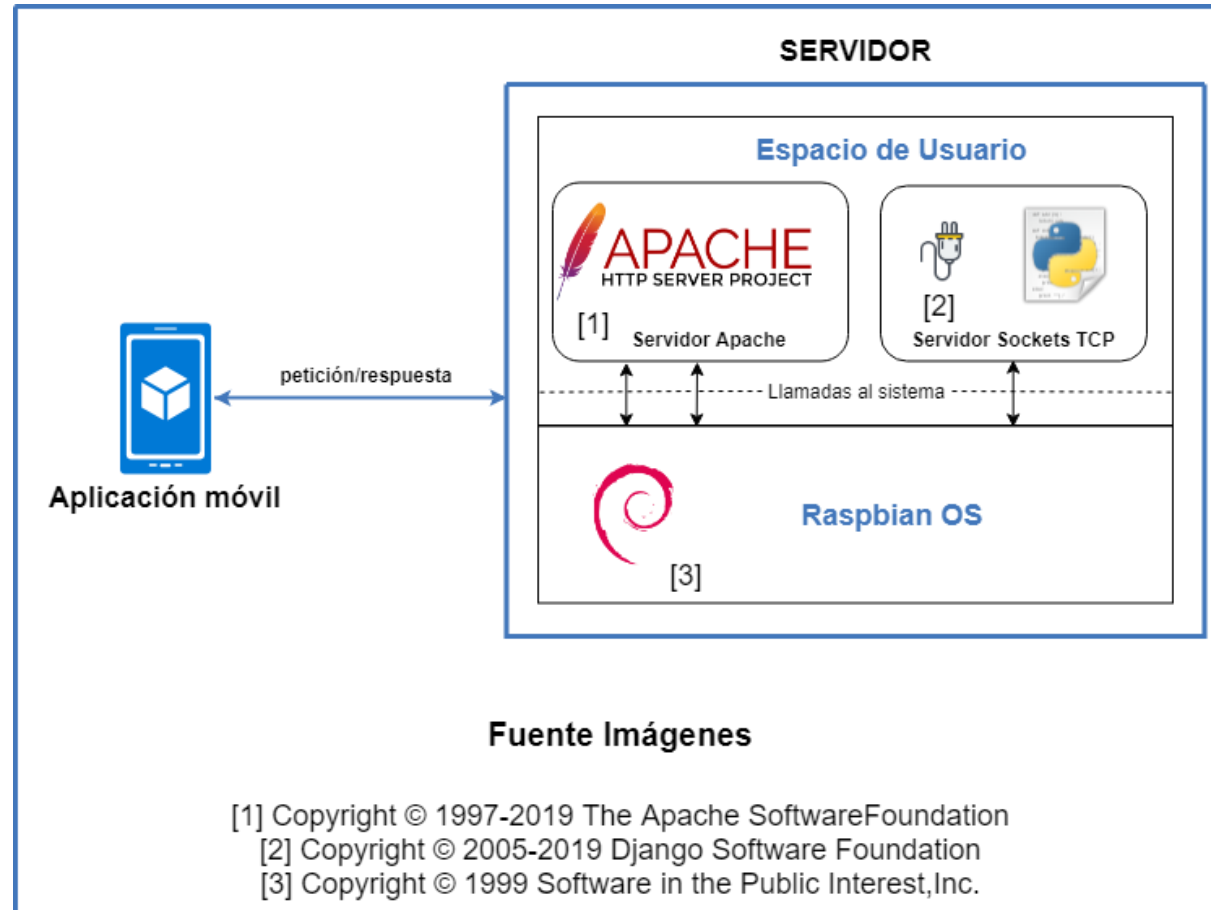 SERVIDOR
Espacio de Usuario
APACHE
HTTP SERVER PROJECT
[1]
Servidor Apache
[2]
Servidor Sockets TCP
petición/respuesta
Llamadas al sistema
Aplicación móvil
Raspbian OS
[3]
Fuente Imágenes
[1] Copyright © 1997-2019 The Apache SoftwareFoundation
[2] Copyright © 2005-2019 Django Software Foundation
[3] Copyright © 1999 Software in the Public Interest,Inc.